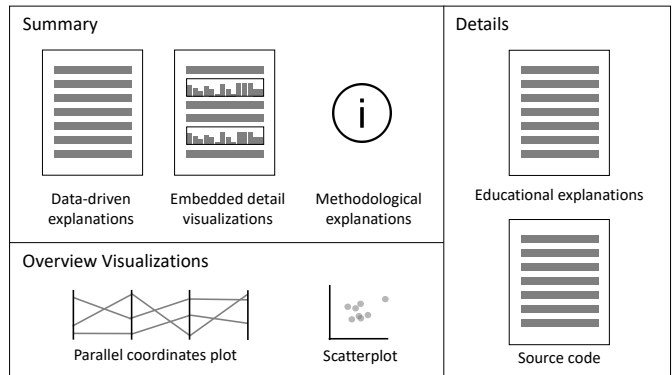 Summary
Data-driven
explanations
Embedded detail
visualizations
i
Methodological
explanations
Overview Visualizations
Parallel coordinates plot
Scatterplot
Details
Educational explanations
Source code